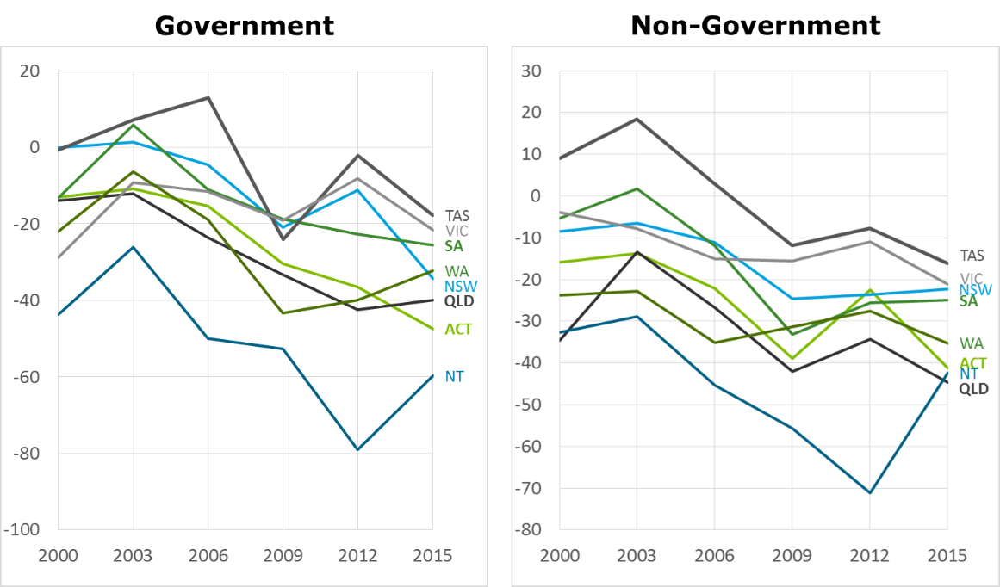 Government
20
0
-20
-40
-60
-80
-100
2000 2003 2006 2009 2012 2015
TAS
VIC
SA
WA
NSW
QLD
ACT
NT
Non-Government
30
20
10
0
-10
-20
-30
-40
-50
-60
-70
-80
2000 2003 2006 2009 2012 2015
TAS
VIC
NSW
SA
WA
ACT
NT
QLD